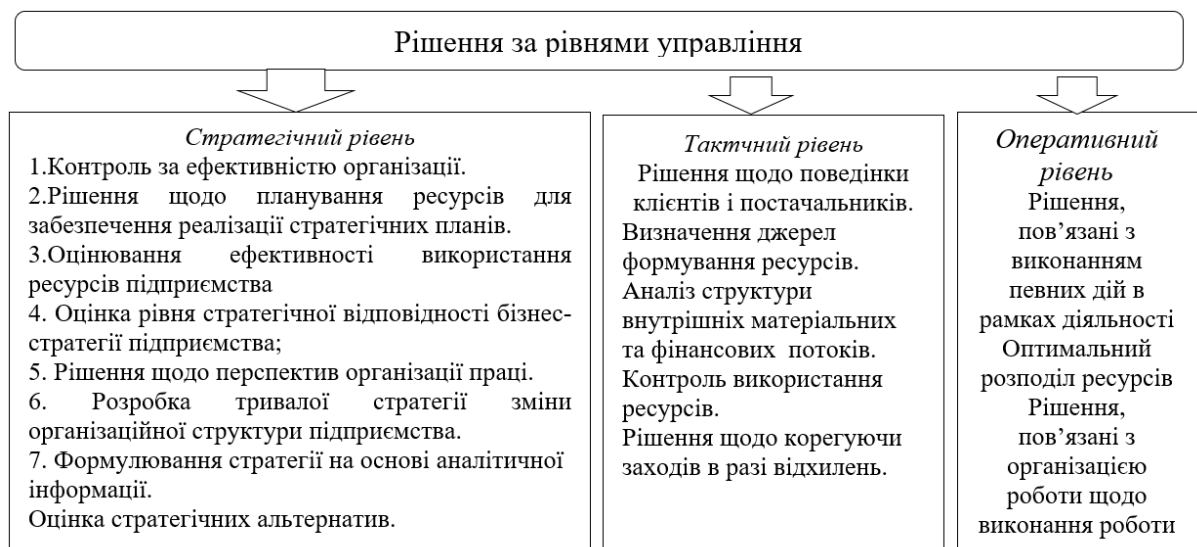 Рішення за рівнями управління
Стратегічний рівень
1.Контроль за ефективністю організації.
2.Рішення щодо планування ресурсів для
забезпечення реалізації стратегічних планів.
3.Оцінювання ефективності використання
ресурсів підприємства
4. Оцінка рівня стратегічної відповідності бізнес-
стратегії підприємства;
5. Рішення щодо перспектив організації праці.
6. Розробка тривалої стратегії зміни
організаційної структури підприємства.
7. Формулювання стратегії на основі аналітичної
інформації.
Оцінка стратегічних альтернатив.
Тактчний рівень
Рішення щодо поведінки
клієнтів і постачальників.
Визначення джерел
формування ресурсів.
Аналіз структури
внутрішніх матеріальних
та фінансових потоків.
Контроль використання
ресурсів.
Рішення щодо корегуючи
заходів в разі відхилень.
Оперативний
рівень
Рішення,
пов’язані з
виконанням
певних дій в
рамках діяльності
Оптимальний
розподіл ресурсів
Рішення,
пов’язані з
організацією
роботи щодо
виконання роботи